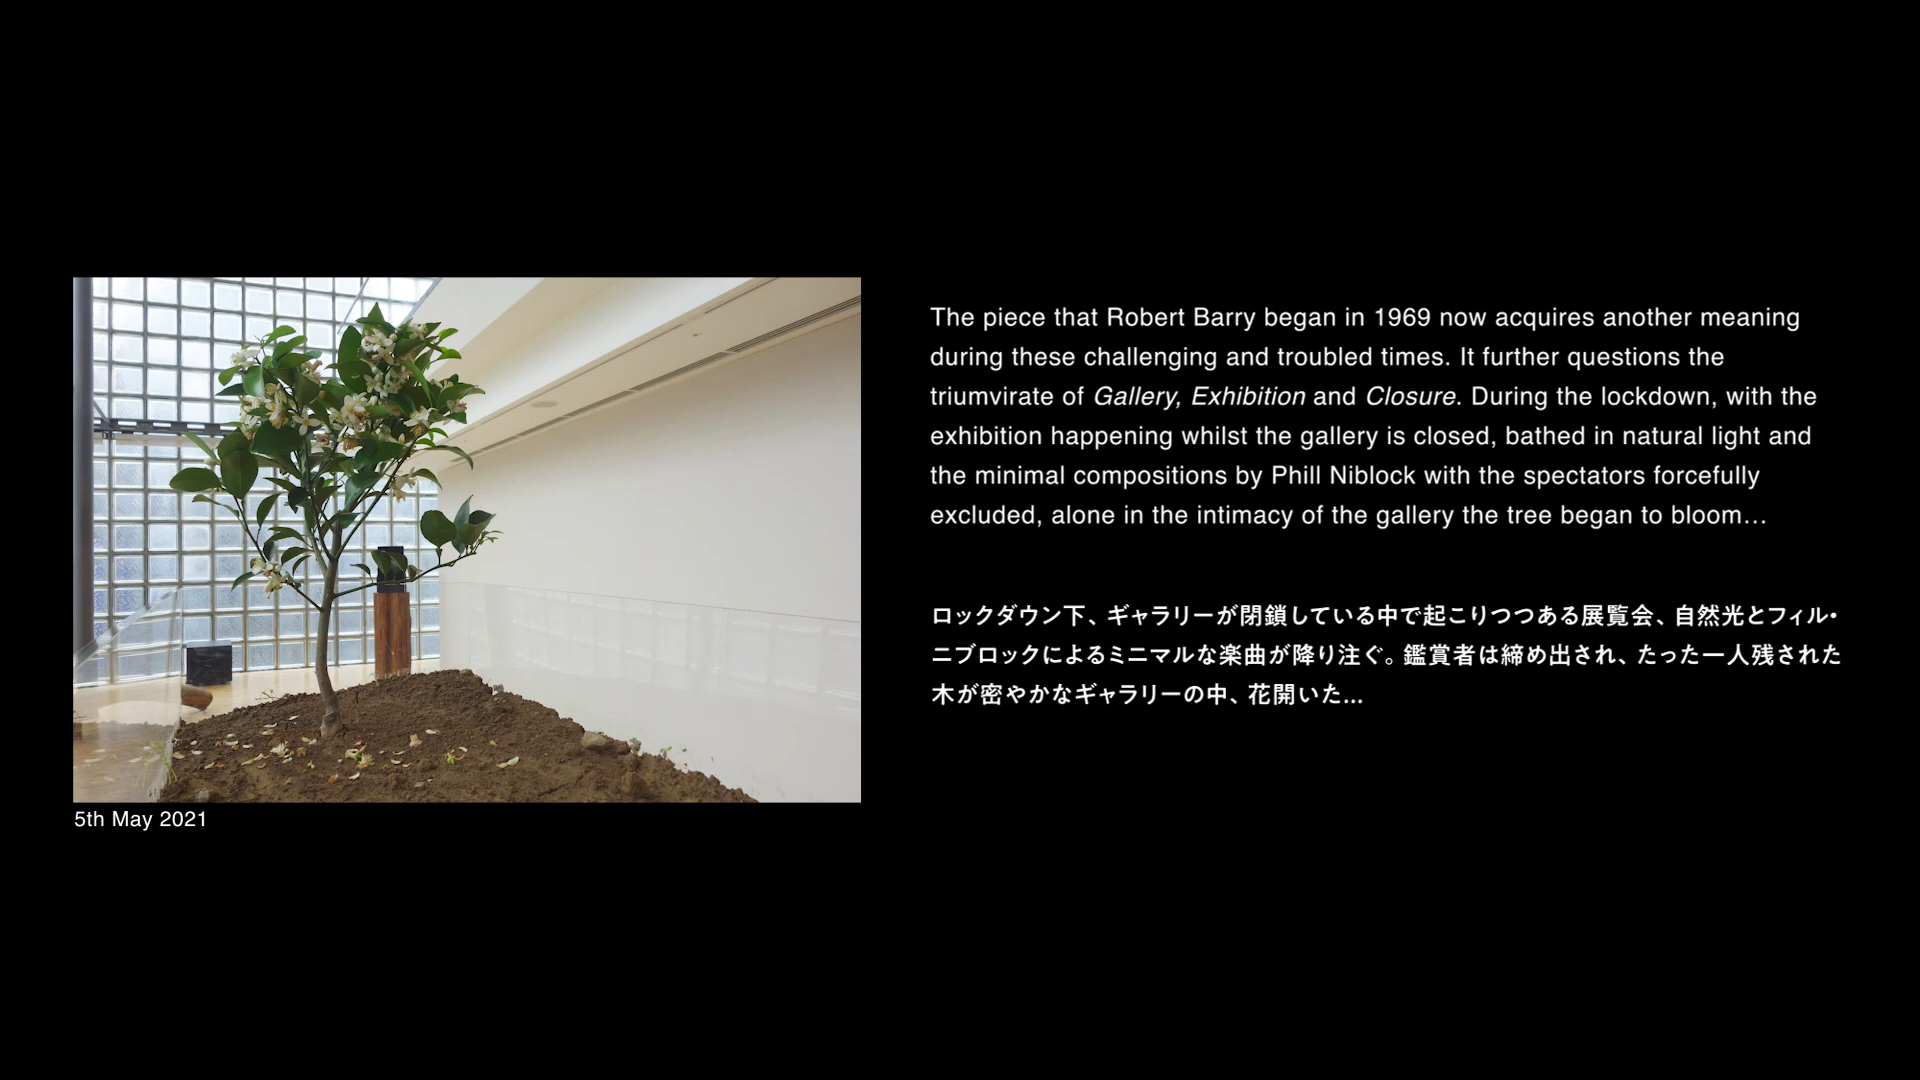 The piece that Robert Barry began in 1969 now acquires another meaning
during these challenging and troubled times. It further questions the
triumvirate of Gallery, Exhibition and Closure. During the lockdown, with the
exhibition happening whilst the gallery is closed, bathed in natural light and
the minimal compositions by Phill Niblock with the spectators forcefully
excluded, alone in the intimacy of the gallery the tree began to bloom…
ロックダウン下、ギャラリーが閉鎖している中で起こりつつある展覧会、自然光とフィル・
ニブロックによるミニマルな楽曲が降り注ぐ。鑑賞者は締め出され、たった一人残された
木が密やかなギャラリーの中、花開いた...
5th May 2021